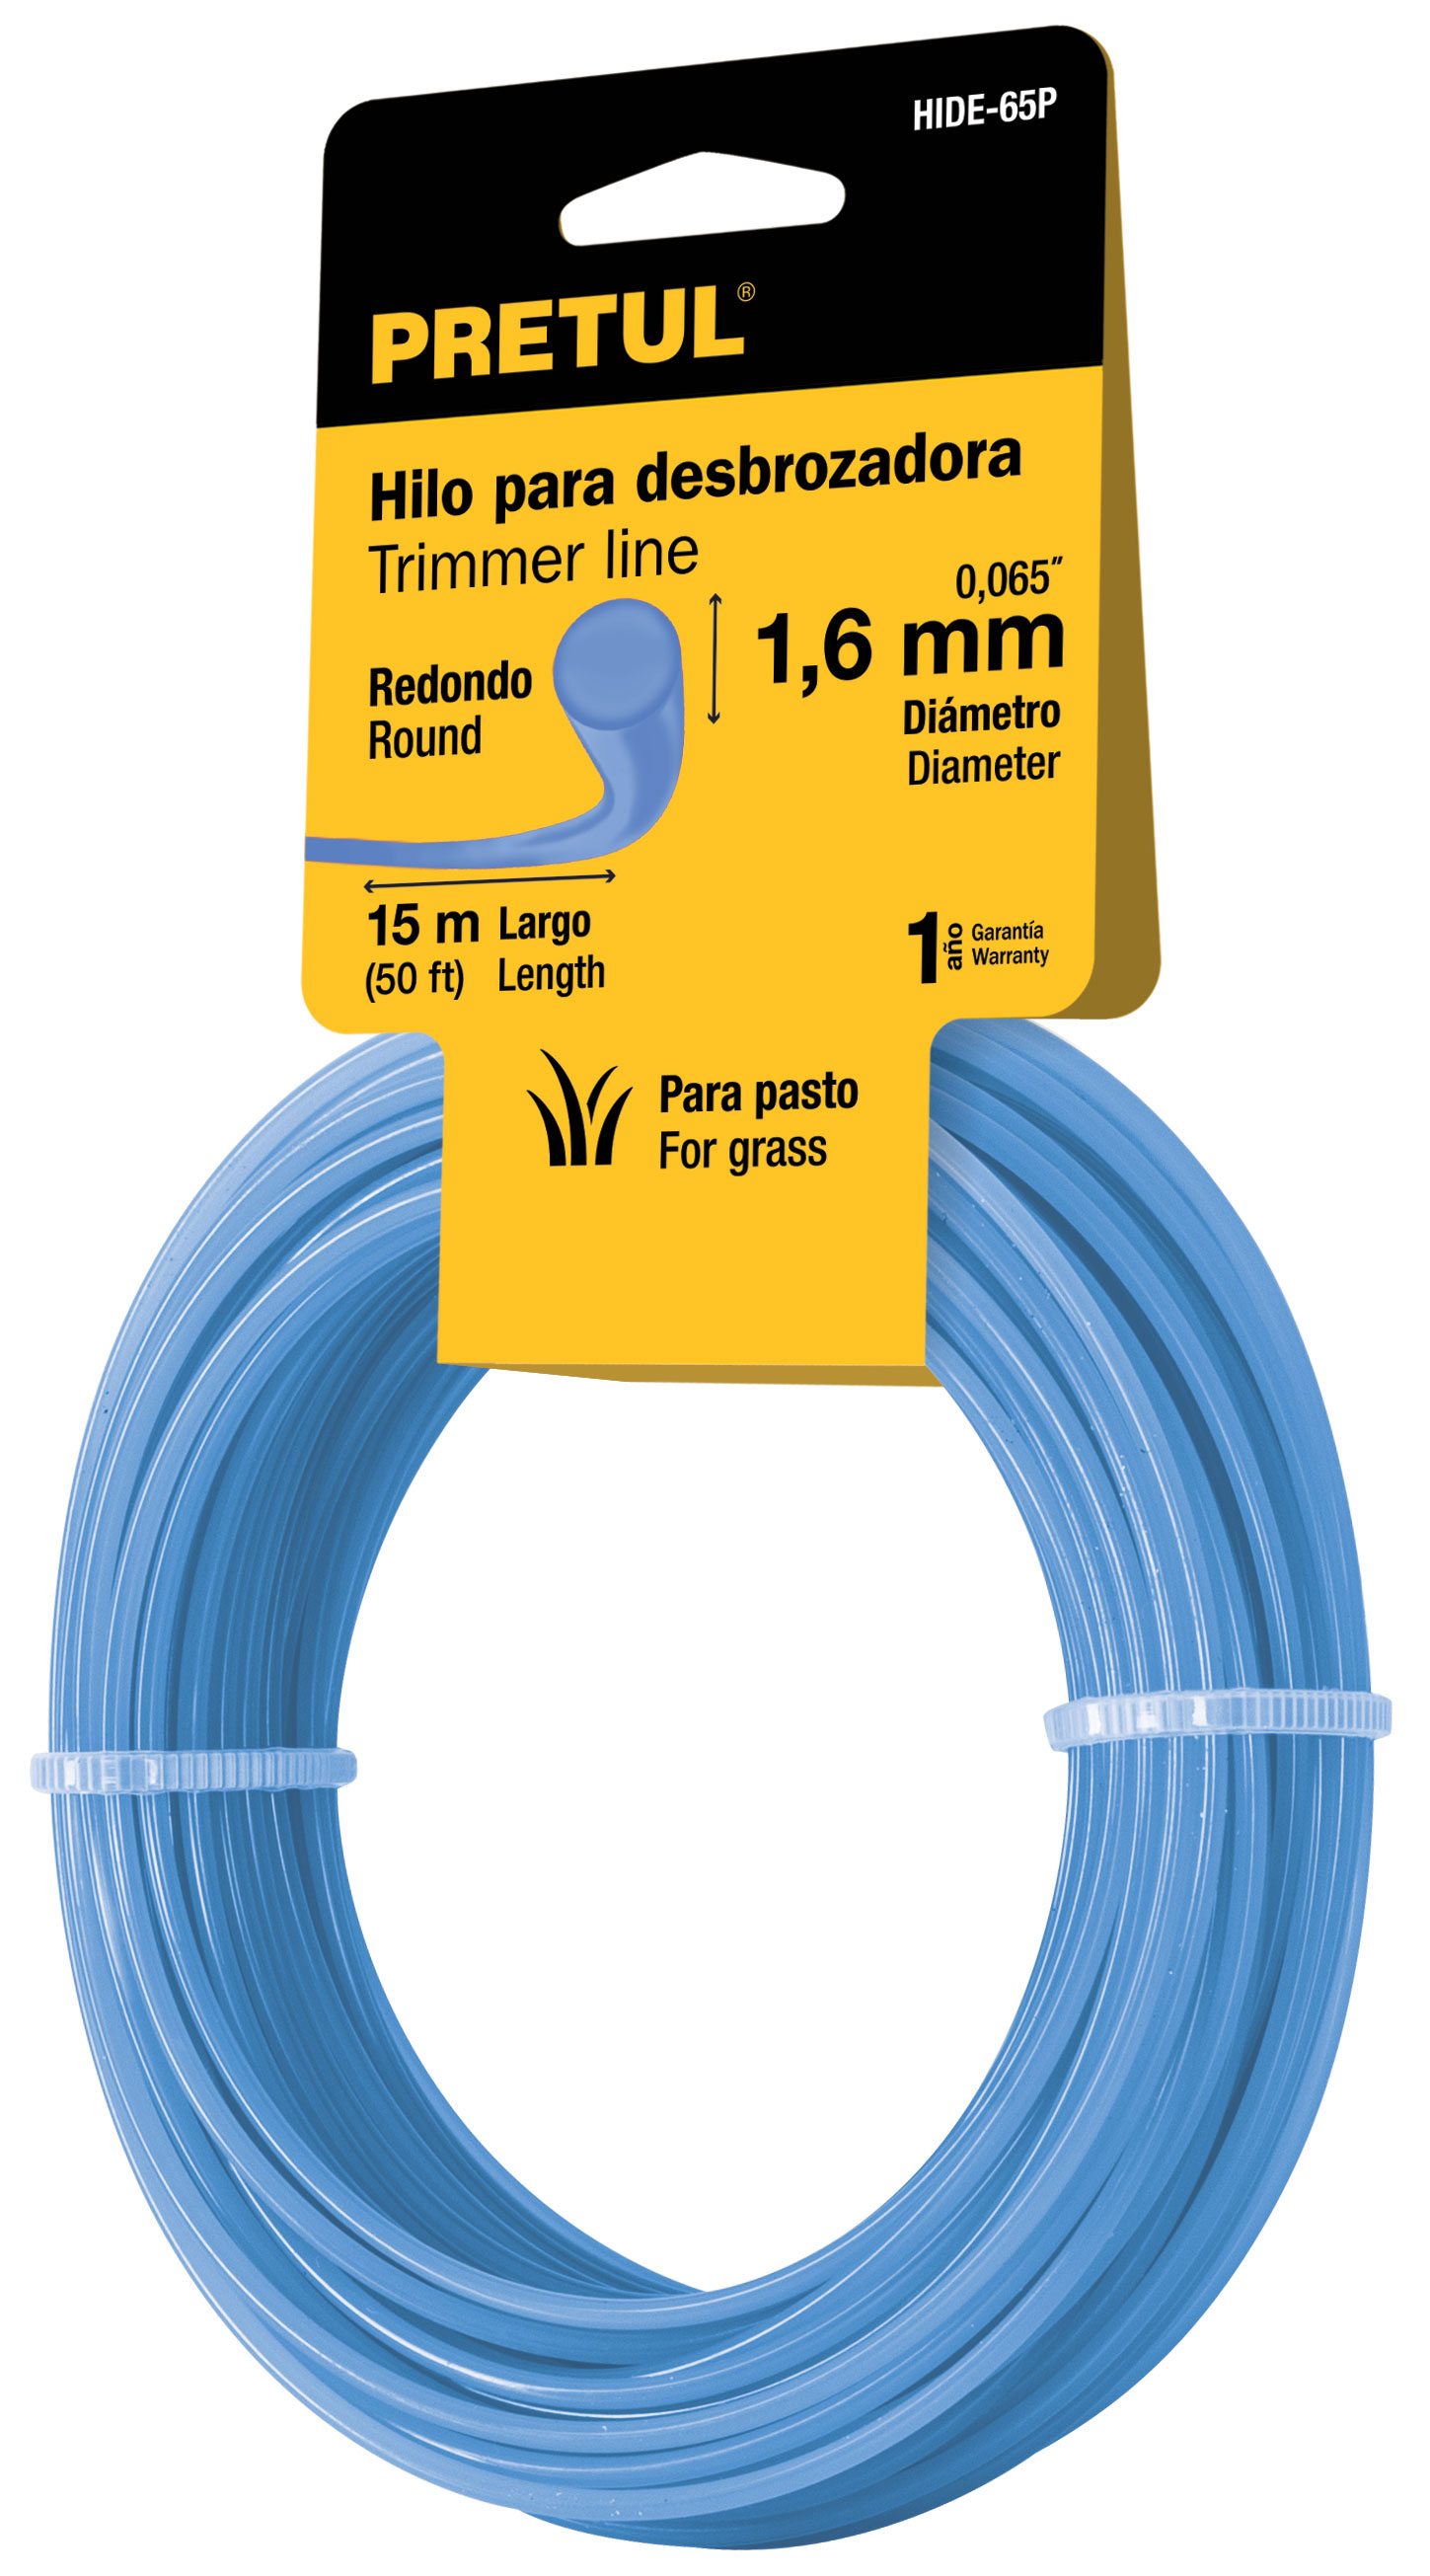 HIDE-65P
PRETUL®
Hilo para desbrozadora
Trimmer line
0,065″
1,6 mm
Diámetro
Diameter
Redondo
Round
15 m Largo
(50 ft) Length
1 año Garantía
Warranty
Para pasto
For grass